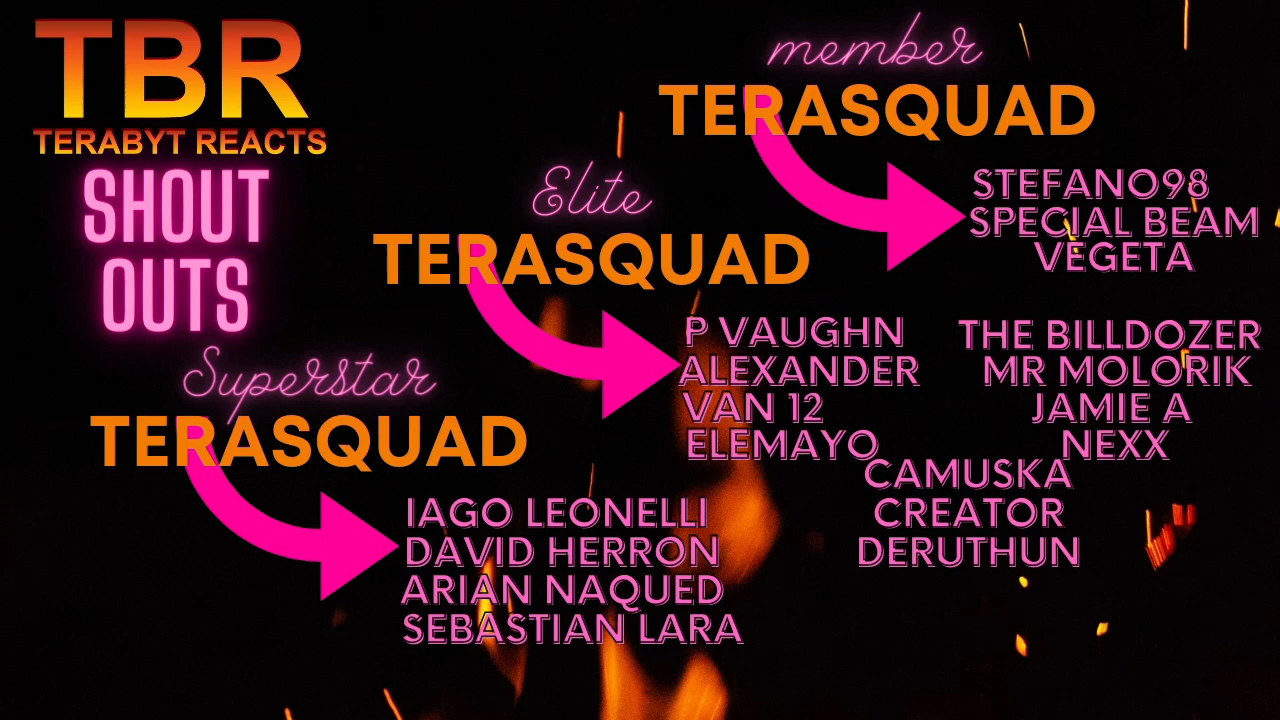 TBR
TERABYT REACTS
SHOUT
OUTS
member
TERASQUAD
STEFANO98
SPECIAL BEAM
VEGETA
Elite
TERASQUAD
P VAUGHN
ALEXANDER
VAN 12
ELEMAYO
THE BILLDOZER
MR MOLORIK
JAMIE A
NEXX
CAMUSKA
CREATOR
DERUTHUN
Superstar
TERASQUAD
IAGO LEONELLI
DAVID HERRON
ARIAN NAQUED
SEBASTIAN LARA